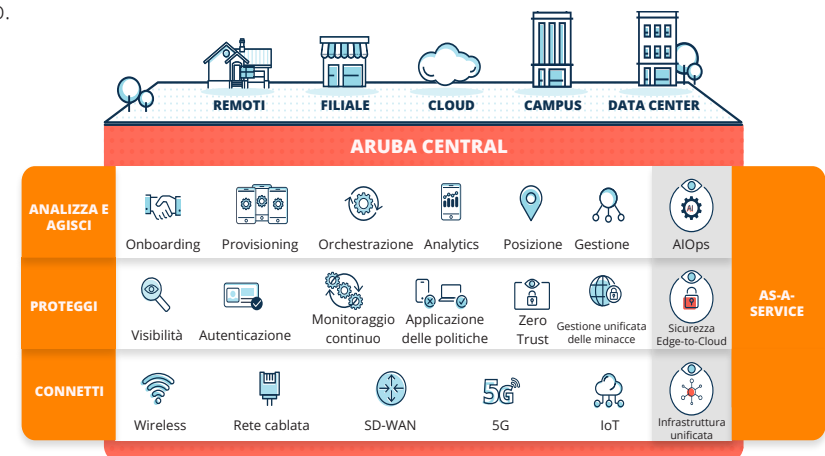 0.
REMOTI
FILIALE
CLOUD
CAMPUS
DATA CENTER
ARUBA CENTRAL
ANALIZZA E
AGISCI
Onboarding
Provisioning
Orchestrazione
Analytics
Posizione
Gestione
AI
AIOps
PROTEGGI
Visibilità
Autenticazione
Monitoraggio
continuo
Applicazione
delle politiche
Zero
Trust
Gestione unificata
delle minacce
Sicurezza
Edge-to-Cloud
AS-A-
SERVICE
CONNETTI
Wireless
Rete cablata
SD-WAN
5G
5G
IoT
Infrastruttura
unificata